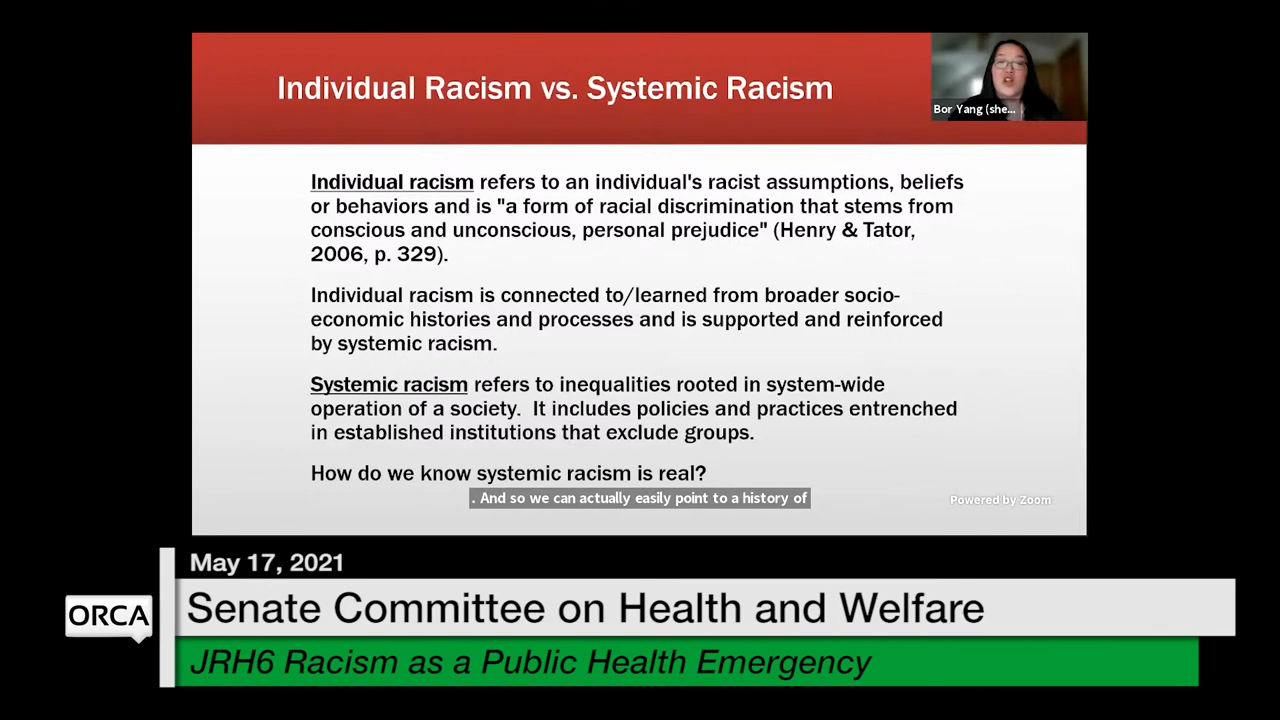 Individual Racism vs. Systemic Racism
Bor Yang (she...
Individual racism refers to an individual's racist assumptions, beliefs
or behaviors and is "a form of racial discrimination that stems from
conscious and unconscious, personal prejudice" (Henry & Tator,
2006, p. 329).
Individual racism is connected to/learned from broader socio-
economic histories and processes and is supported and reinforced
by systemic racism.
Systemic racism refers to inequalities rooted in system-wide
operation of a society.  It includes policies and practices entrenched
in established institutions that exclude groups.
How do we know systemic racism is real?
. And so we can actually easily point to a history of
Powered by Zoom
May 17, 2021
ORCA
Senate Committee on Health and Welfare
JRH6 Racism as a Public Health Emergency